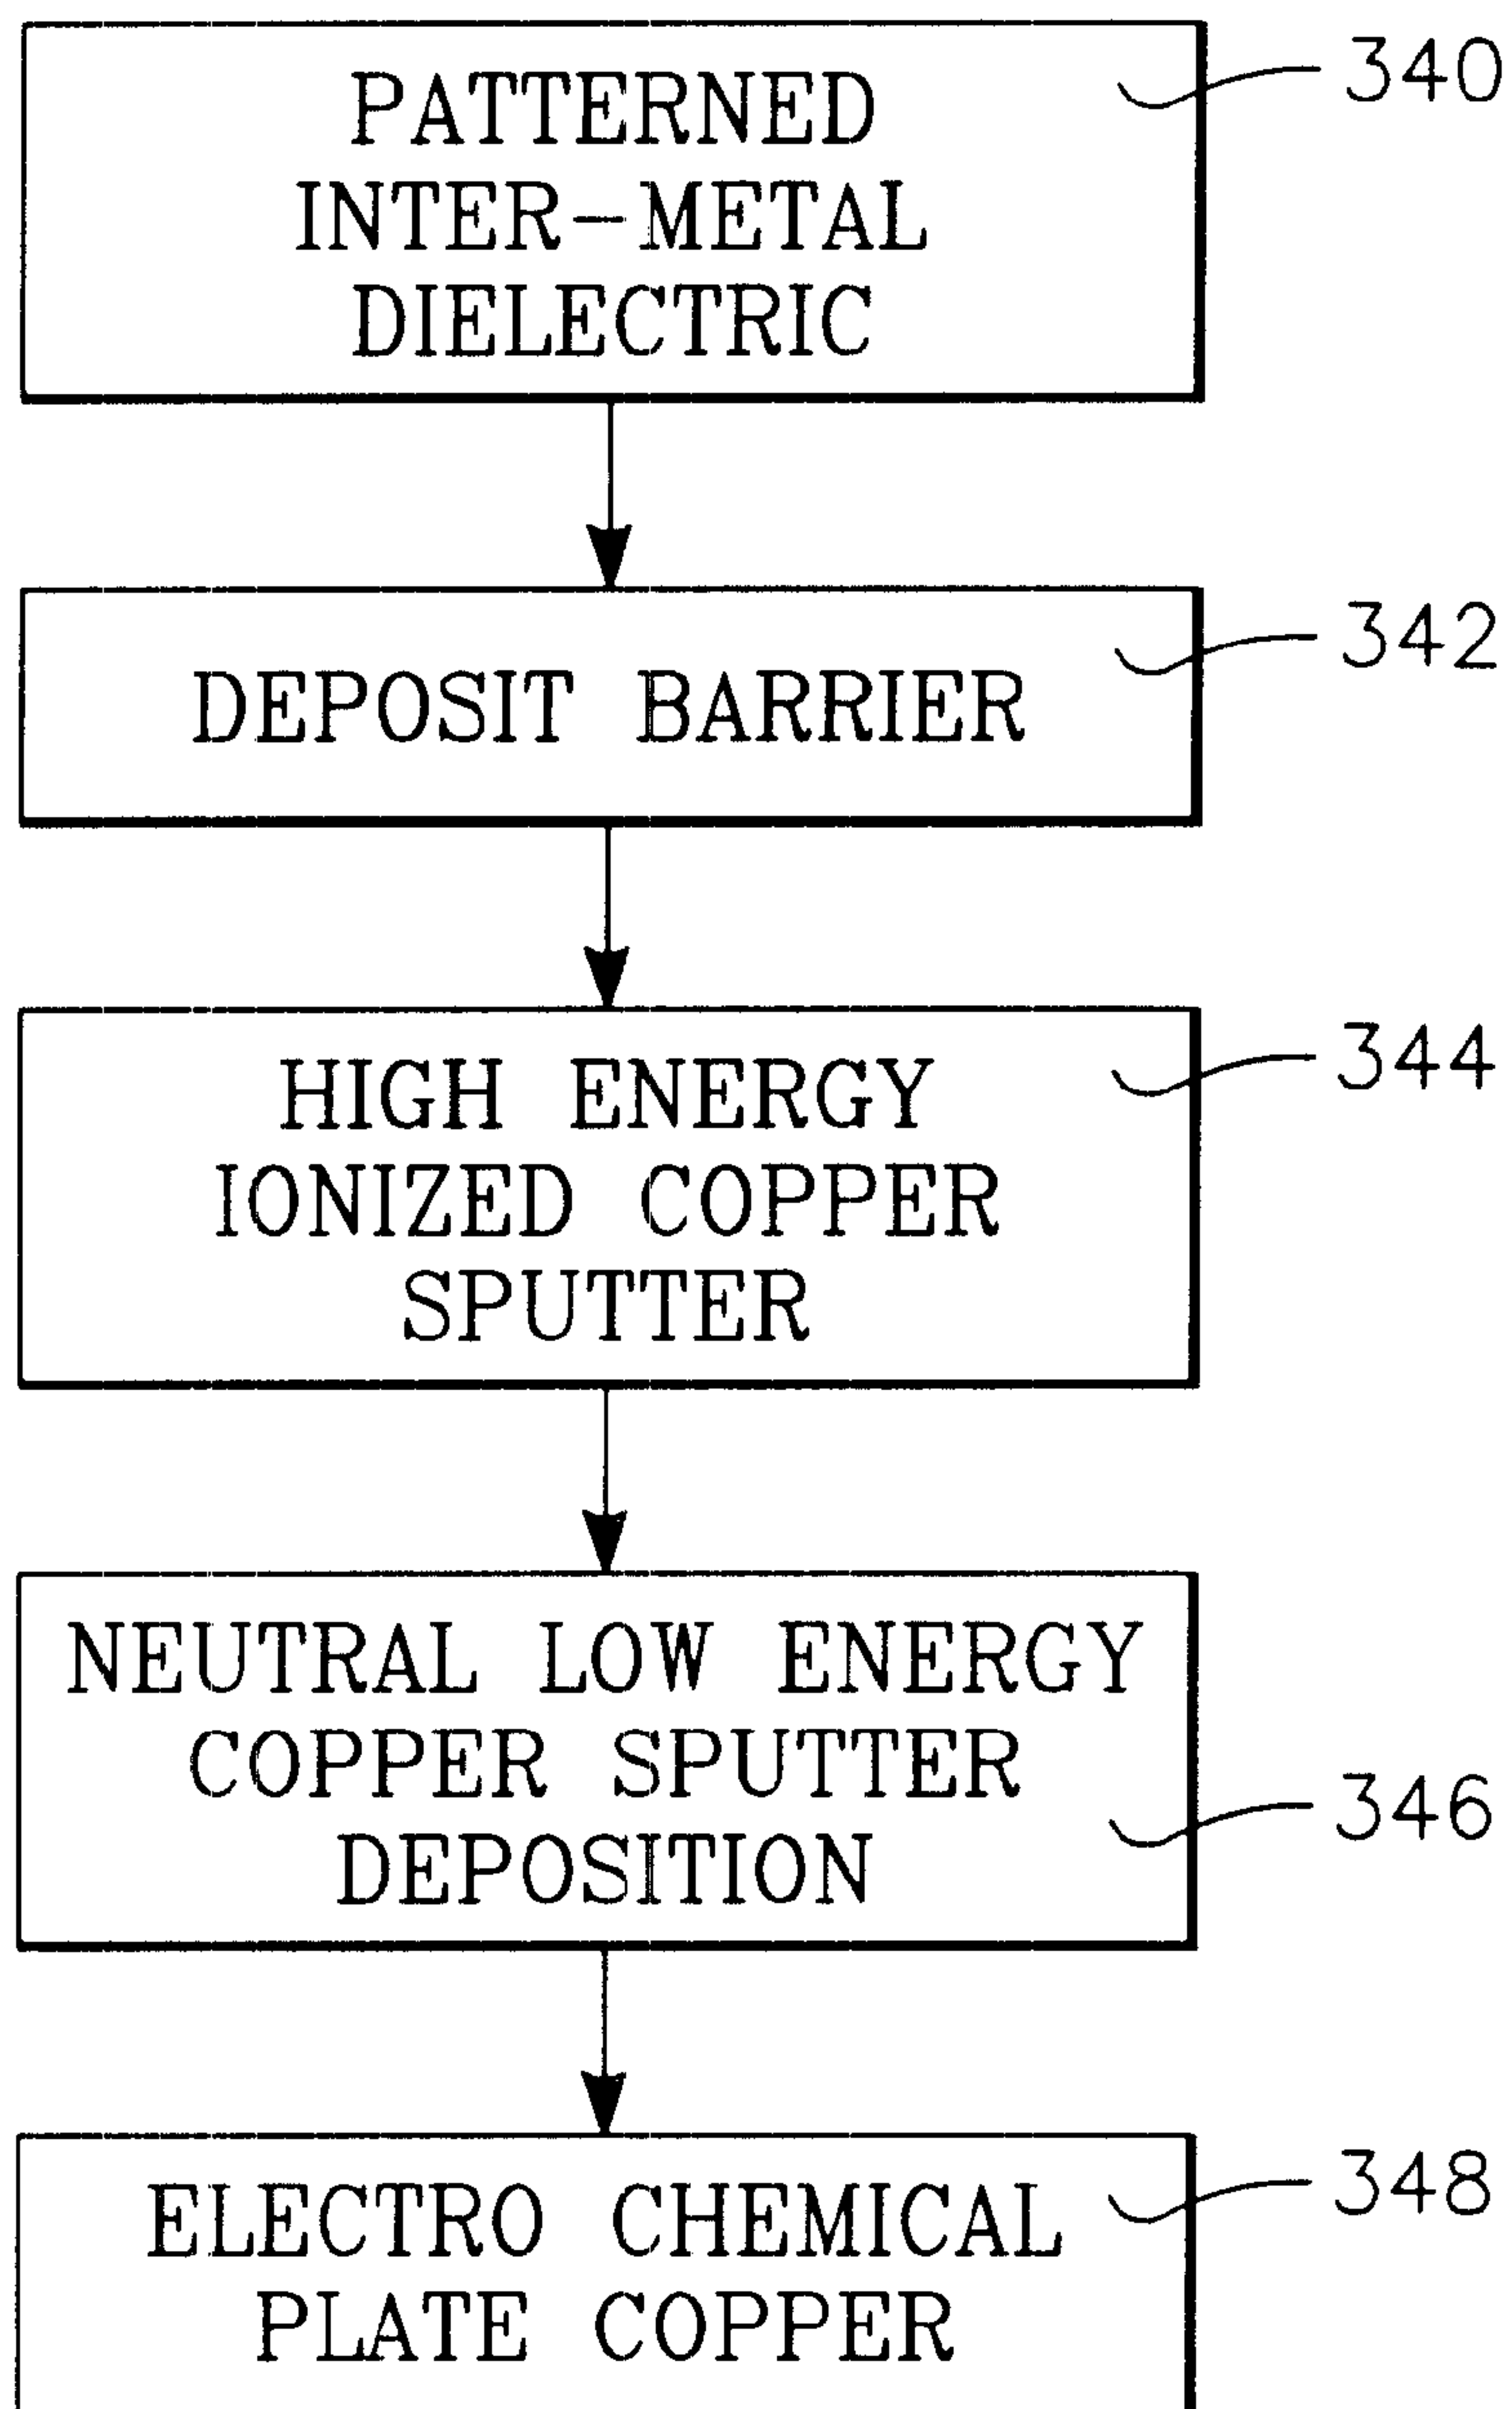 PATTERNED
INTER-METAL
DIELECTRIC
340
DEPOSIT BARRIER
342
HIGH ENERGY
IONIZED COPPER
SPUTTER
344
NEUTRAL LOW ENERGY
COPPER SPUTTER
DEPOSITION
346
ELECTRO CHEMICAL
PLATE COPPER
348